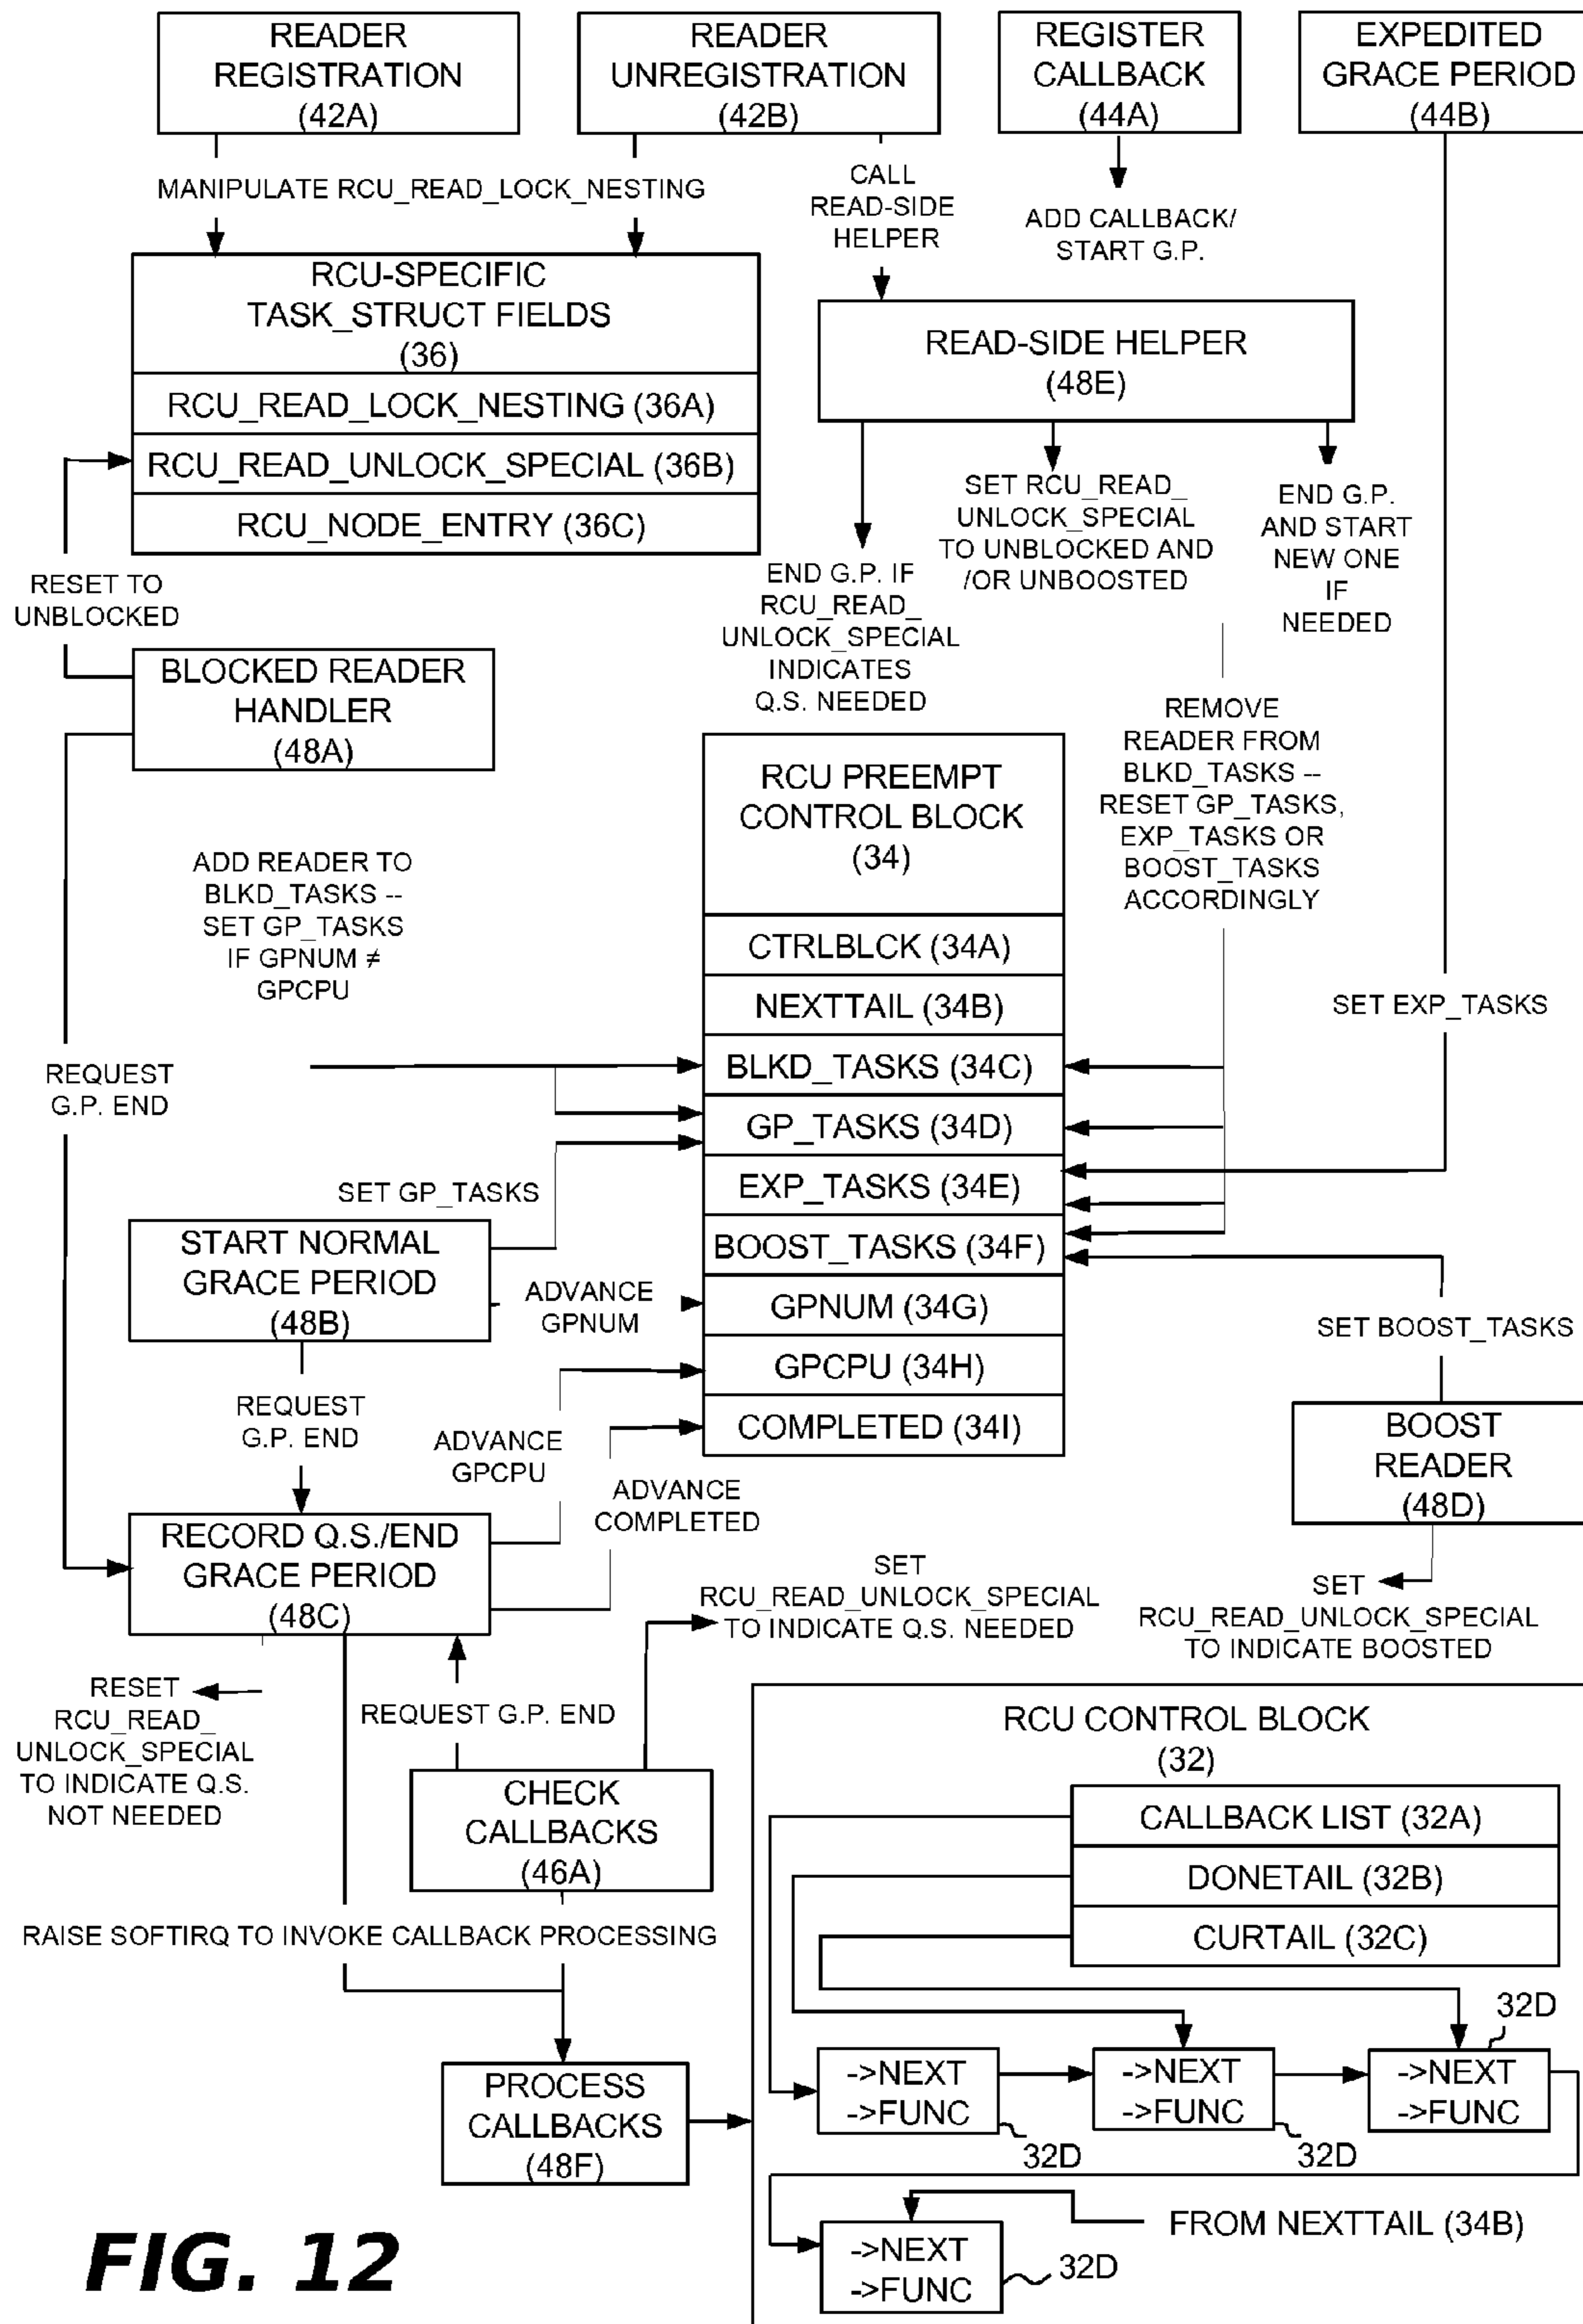 READER
REGISTRATION
(42A)
READER
UNREGISTRATION
(42B)
REGISTER
CALLBACK
(44A)
EXPEDITED
GRACE PERIOD
(44B)
MANIPULATE RCU_READ_LOCK_NESTING
CALL
READ-SIDE
HELPER
ADD CALLBACK/
START G.P.
RCU-SPECIFIC
TASK_STRUCT FIELDS
(36)
RCU_READ_LOCK_NESTING (36A)
RCU_READ_UNLOCK_SPECIAL (36B)
RCU_NODE_ENTRY (36C)
READ-SIDE HELPER
(48E)
END G.P. IF
RCU_READ_
UNLOCK_SPECIAL
INDICATES
Q.S. NEEDED
SET RCU_READ_
UNLOCK_SPECIAL
TO UNBLOCKED AND
/OR UNBOOSTED
END G.P.
AND START
NEW ONE
IF
NEEDED
RESET TO
UNBLOCKED
BLOCKED READER
HANDLER
(48A)
REMOVE
READER FROM
BLKD_TASKS --
RESET GP_TASKS,
EXP_TASKS OR
BOOST_TASKS
ACCORDINGLY
ADD READER TO
BLKD_TASKS --
SET GP_TASKS
IF GPNUM ≠
GPCPU
RCU PREEMPT
CONTROL BLOCK
(34)
CTRLBLCK (34A)
NEXTTAIL (34B)
BLKD_TASKS (34C)
GP_TASKS (34D)
EXP_TASKS (34E)
BOOST_TASKS (34F)
GPNUM (34G)
GPCPU (34H)
COMPLETED (34I)
SET EXP_TASKS
REQUEST
G.P. END
SET GP_TASKS
START NORMAL
GRACE PERIOD
(48B)
ADVANCE
GPNUM
SET BOOST_TASKS
REQUEST
G.P. END
ADVANCE
GPCPU
ADVANCE
COMPLETED
BOOST
READER
(48D)
RECORD Q.S./END
GRACE PERIOD
(48C)
SET
RCU_READ_UNLOCK_SPECIAL
TO INDICATE Q.S. NEEDED
SET
RCU_READ_UNLOCK_SPECIAL
TO INDICATE BOOSTED
RESET
RCU_READ_
UNLOCK_SPECIAL
TO INDICATE Q.S.
NOT NEEDED
REQUEST G.P. END
CHECK
CALLBACKS
(46A)
RCU CONTROL BLOCK
(32)
CALLBACK LIST (32A)
DONETAIL (32B)
CURTAIL (32C)
RAISE SOFTIRQ TO INVOKE CALLBACK PROCESSING
PROCESS
CALLBACKS
(48F)
->NEXT
->FUNC
32D
->NEXT
->FUNC
32D
32D
->NEXT
->FUNC
FROM NEXTTAIL (34B)
->NEXT
->FUNC
32D
FIG. 12